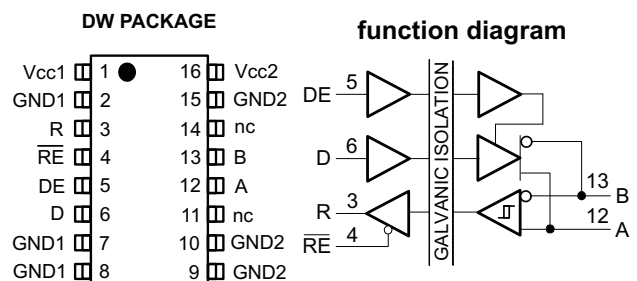 DW PACKAGE
Vcc1 1 16 Vcc2
GND1 2 15 GND2
R 3 14 nc
R̅E̅ 4 13 B
DE 5 12 A
D 6 11 nc
GND1 7 10 GND2
GND1 8 9 GND2
function diagram
DE 5
D 6
R 3
R̅E̅ 4
GALVANIC ISOLATION
13 B
12 A